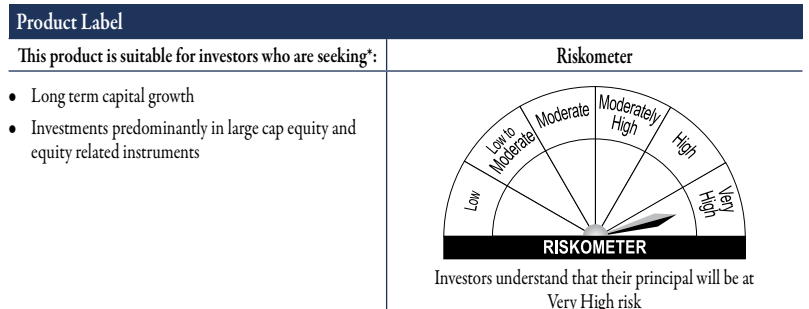 Product Label
This product is suitable for investors who are seeking*:
Riskometer
• Long term capital growth
• Investments predominantly in large cap equity and
equity related instruments
Low
Low to
Moderate
Moderate
Moderately
High
High
Very
High
RISKOMETER
Investors understand that their principal will be at
Very High risk